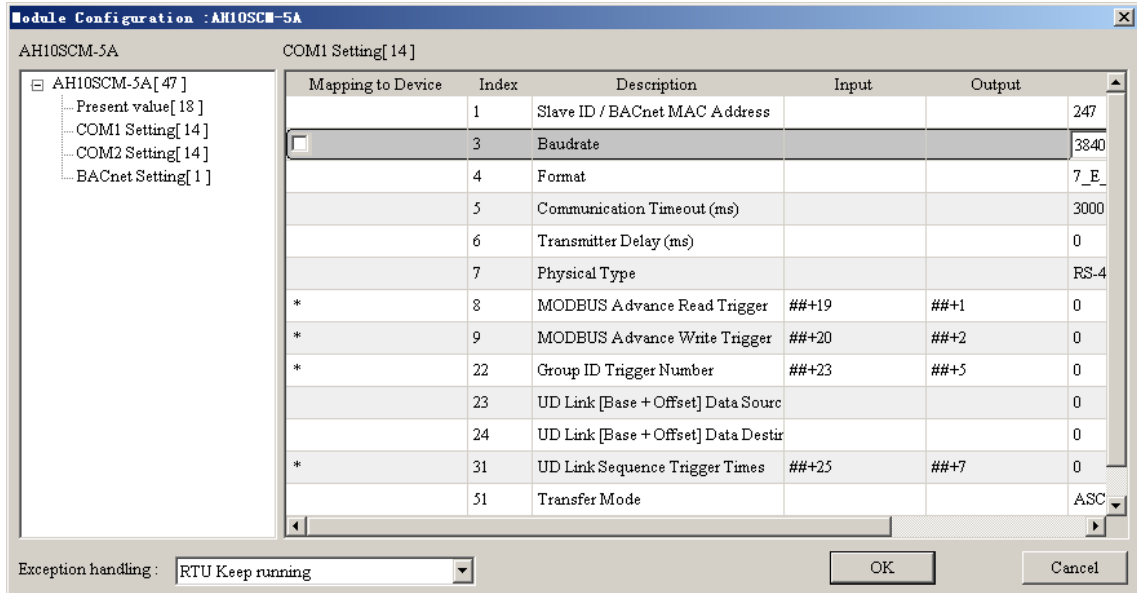 Module Configuration :AH10SCM-5A
AH10SCM-5A
COM1 Setting[ 14 ]
AH10SCM-5A[ 47 ]
Present value[ 18 ]
COM1 Setting[ 14 ]
COM2 Setting[ 14 ]
BACnet Setting[ 1 ]
Mapping to Device Index Description Input Output
1 Slave ID / BACnet MAC Address 247
3 Baudrate 3840
4 Format 7_E_
5 Communication Timeout (ms) 3000
6 Transmitter Delay (ms) 0
7 Physical Type RS-4
* 8 MODBUS Advance Read Trigger ##+19 ##+1 0
* 9 MODBUS Advance Write Trigger ##+20 ##+2 0
* 22 Group ID Trigger Number ##+23 ##+5 0
23 UD Link [Base + Offset] Data Sourc 0
24 UD Link [Base + Offset] Data Destin 0
* 31 UD Link Sequence Trigger Times ##+25 ##+7 0
51 Transfer Mode ASC
Exception handling : RTU Keep running OK Cancel